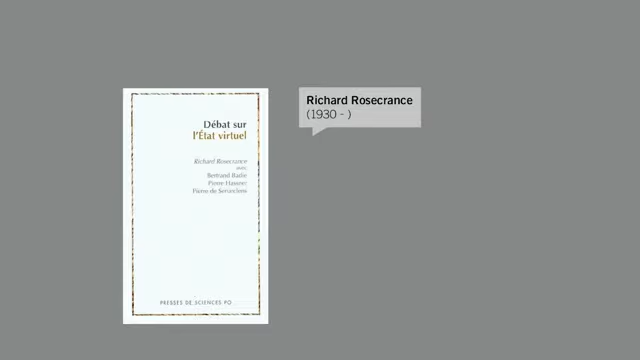 Débat sur
l'État virtuel
Richard Rosecrance
avec
Bertrand Badie
Pierre Hassner
Pierre de Senarclens
PRESSES DE SCIENCES PO
Richard Rosecrance
(1930 - )